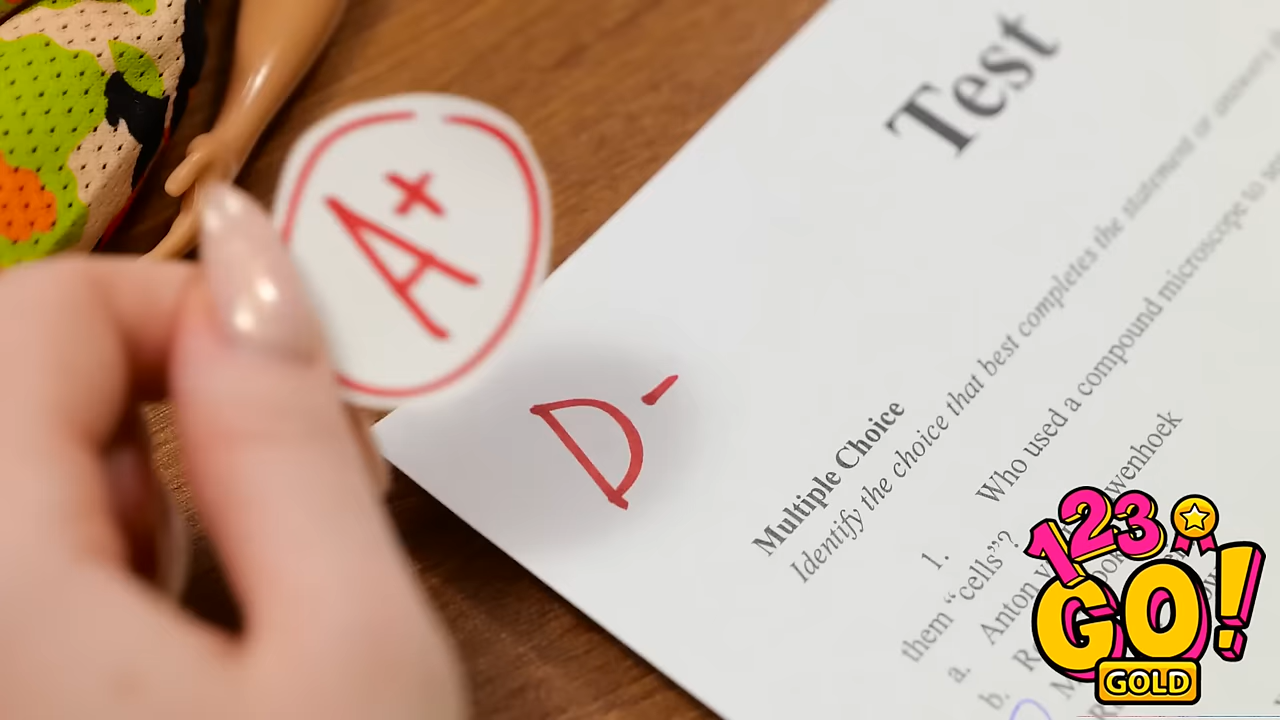 A+
D-
Test
Multiple Choice
Identify the choice that best completes the statement or answers
1. Who used a compound microscope to
them “cells”?
a. Anton v wenhoek
b.
123
GO!
GOLD